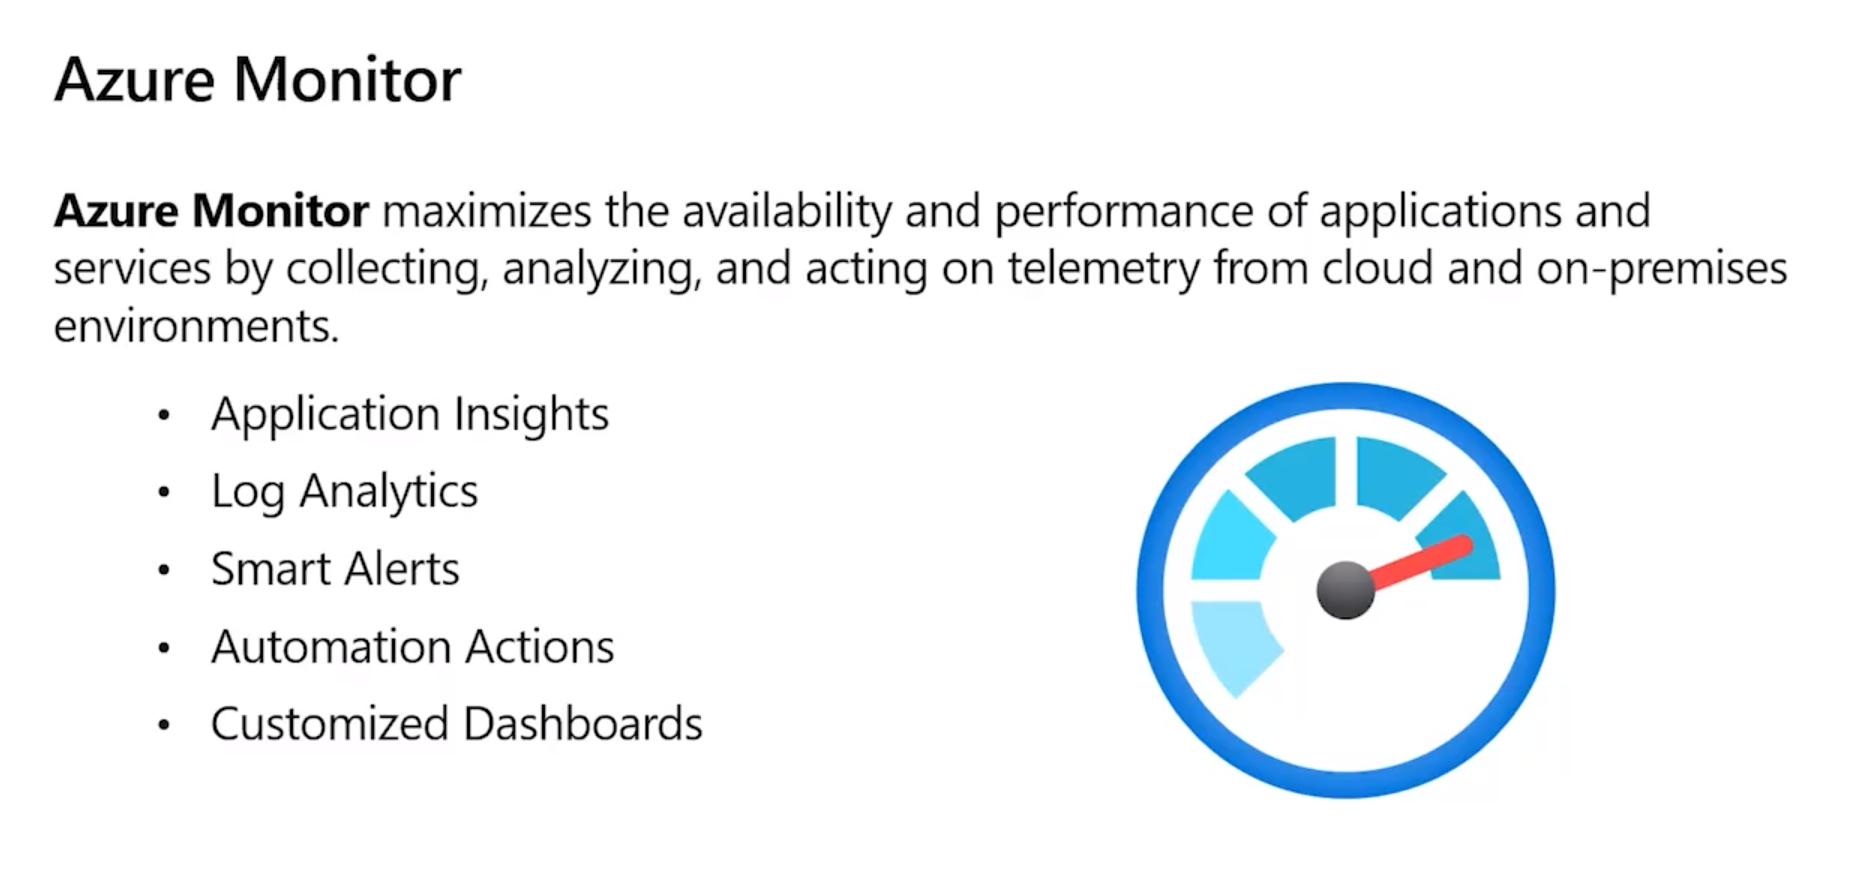 Azure Monitor
Azure Monitor maximizes the availability and performance of applications and
services by collecting, analyzing, and acting on telemetry from cloud and on-premises
environments.
• Application Insights
• Log Analytics
• Smart Alerts
• Automation Actions
• Customized Dashboards